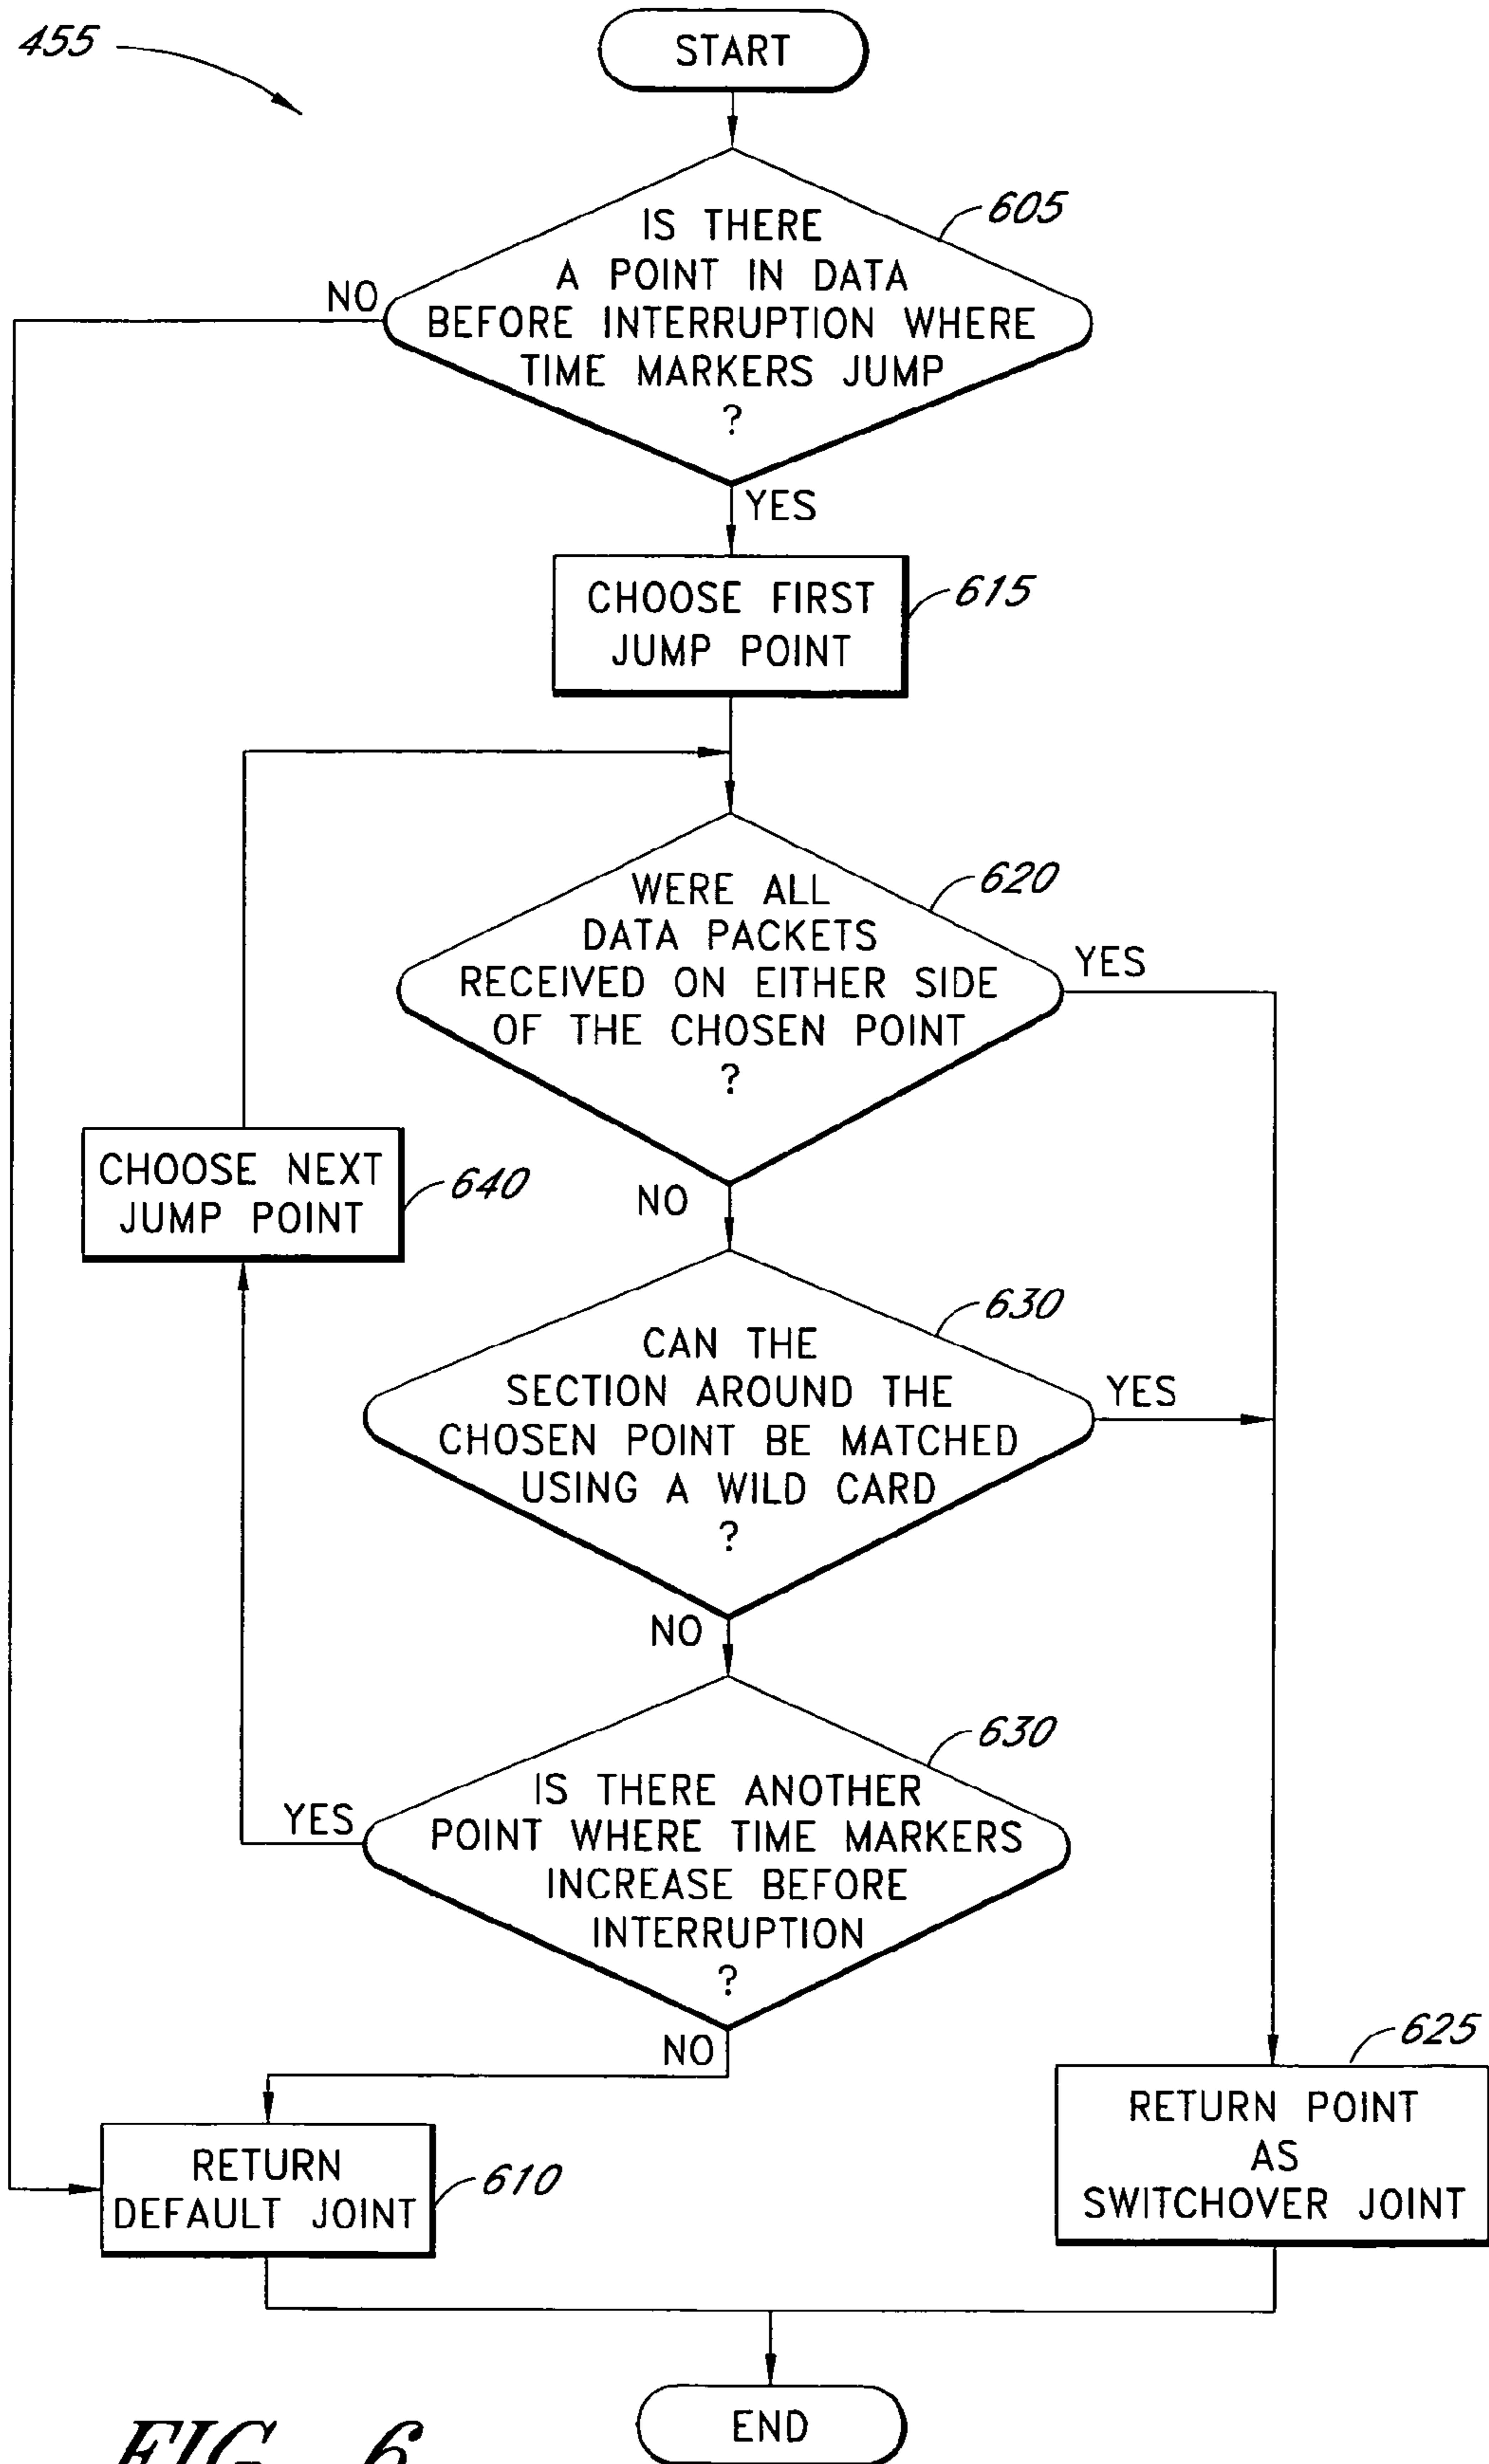 455
START
605
IS THERE
A POINT IN DATA
BEFORE INTERRUPTION WHERE
TIME MARKERS JUMP
?
NO
YES
CHOOSE FIRST
JUMP POINT
615
620
WERE ALL
DATA PACKETS
RECEIVED ON EITHER SIDE
OF THE CHOSEN POINT
?
YES
NO
CHOOSE NEXT
JUMP POINT
640
630
CAN THE
SECTION AROUND THE
CHOSEN POINT BE MATCHED
USING A WILD CARD
?
YES
NO
630
IS THERE ANOTHER
POINT WHERE TIME MARKERS
INCREASE BEFORE
INTERRUPTION
?
YES
NO
RETURN
DEFAULT JOINT
610
625
RETURN POINT
AS
SWITCHOVER JOINT
END
FIG. 6